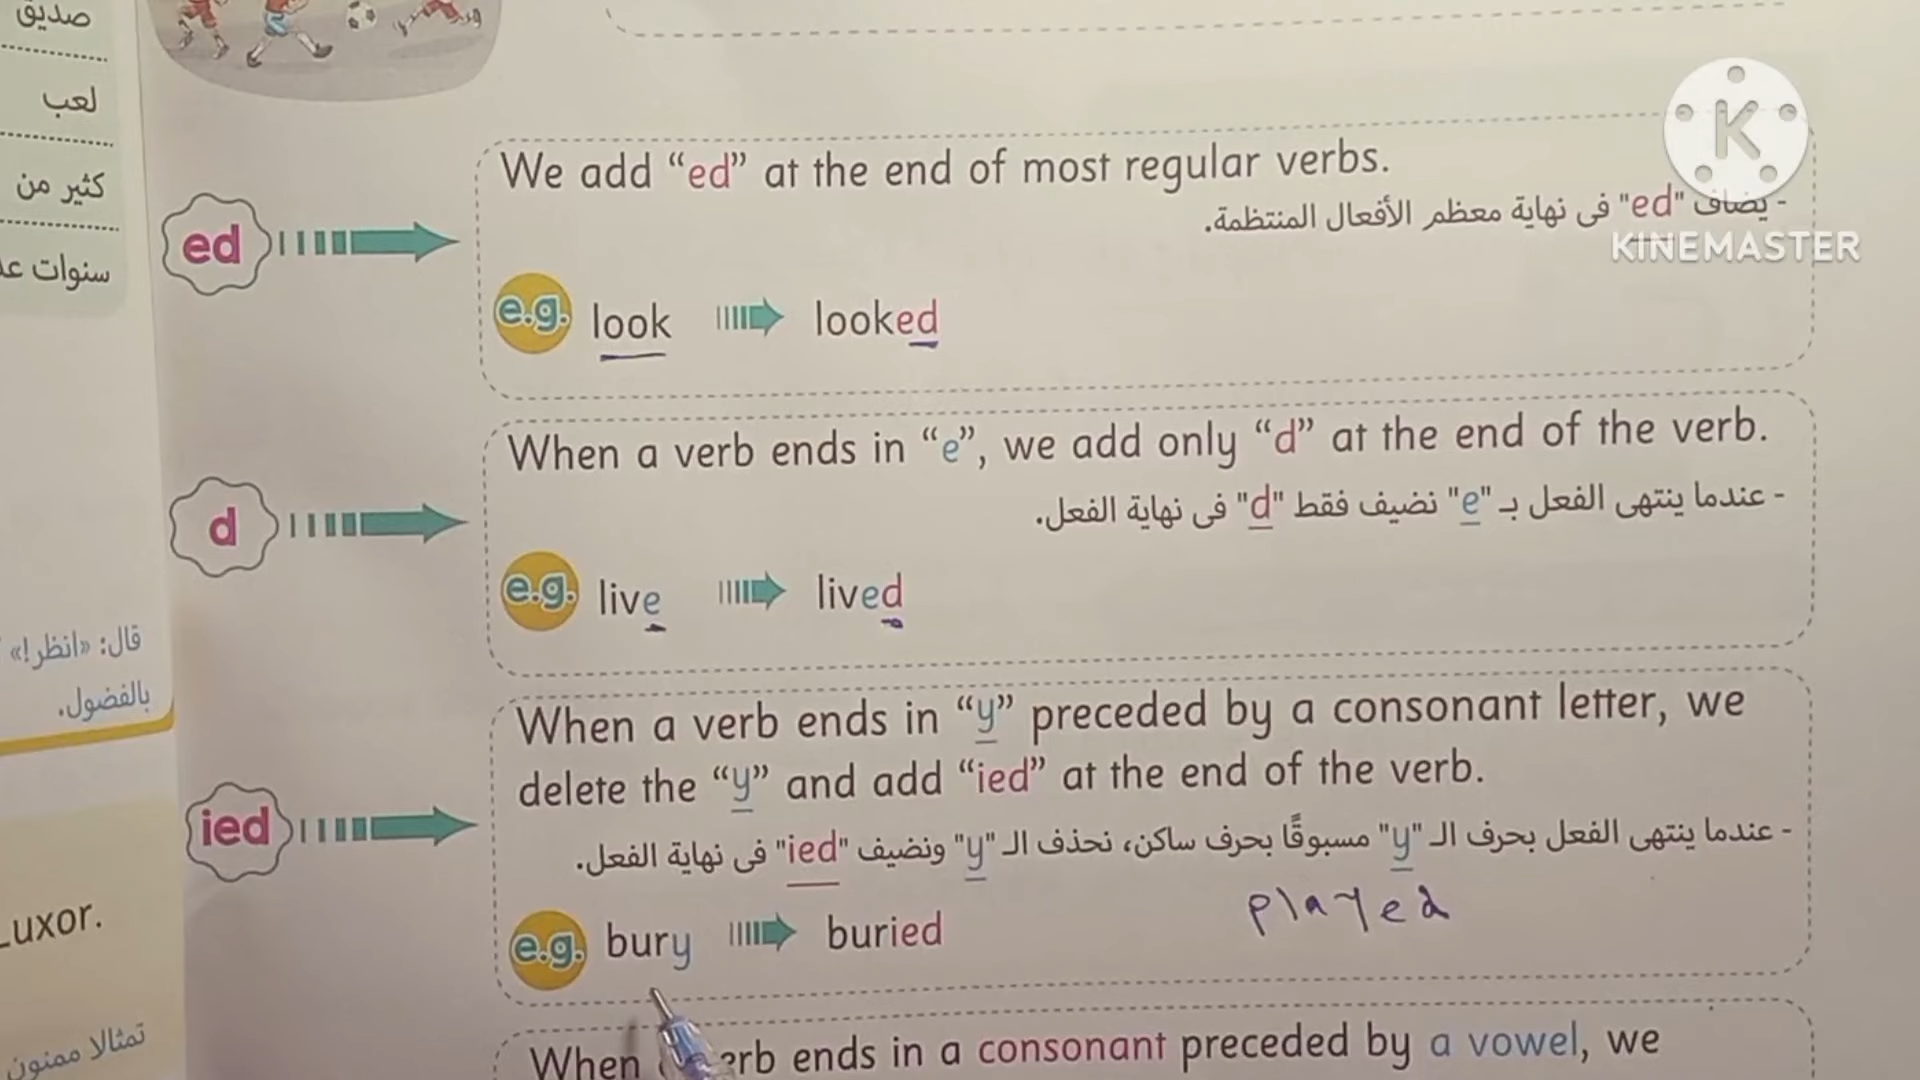 صديق
لعب
كثير من
سنوات
قال: «انظر!»
بالفضول.
Luxor.
تمثالا ممنون
KINEMASTER
ed
We add “ed” at the end of most regular verbs.
- يضاف "ed" فى نهاية معظم الأفعال المنتظمة.
e.g. look looked
d
When a verb ends in “e”, we add only “d” at the end of the verb.
- عندما ينتهى الفعل بـ "e" نضيف فقط "d" فى نهاية الفعل.
e.g. live lived
ied
When a verb ends in “y” preceded by a consonant letter, we
delete the “y” and add “ied” at the end of the verb.
- عندما ينتهى الفعل بحرف الـ "y" مسبوقًا بحرف ساكن، نحذف الـ "y" ونضيف "ied" فى نهاية الفعل.
played
e.g. bury buried
When verb ends in a consonant preceded by a vowel, we